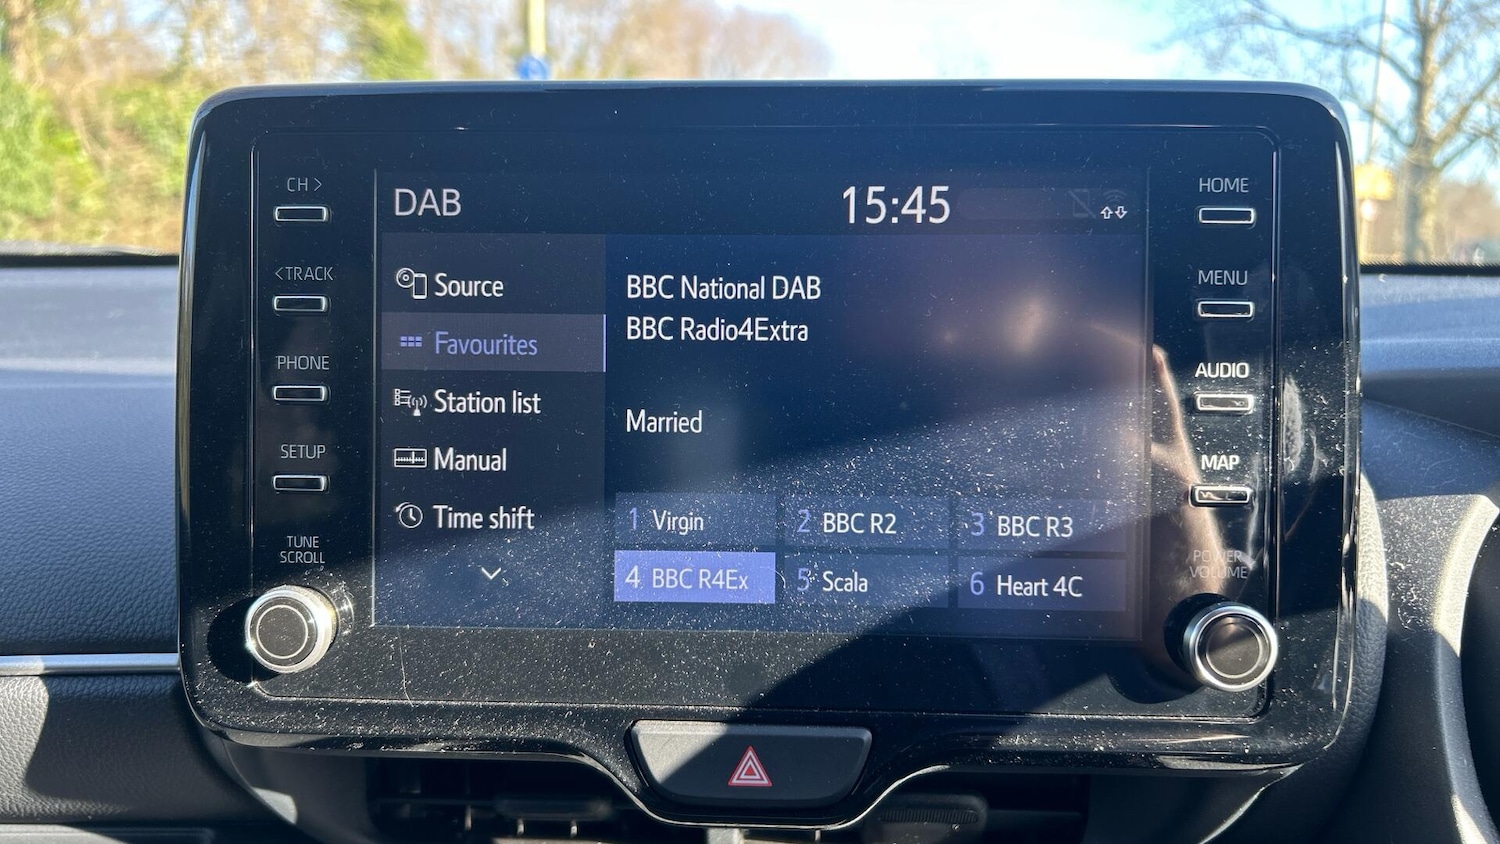 CH >
< TRACK
PHONE
SETUP
TUNE
SCROLL
DAB
15:45
Source
Favourites
Station list
Manual
Time shift
BBC National DAB
BBC Radio4Extra
Married
1 Virgin
2 BBC R2
3 BBC R3
4 BBC R4Ex
5 Scala
6 Heart 4C
HOME
MENU
AUDIO
MAP
POWER
VOLUME